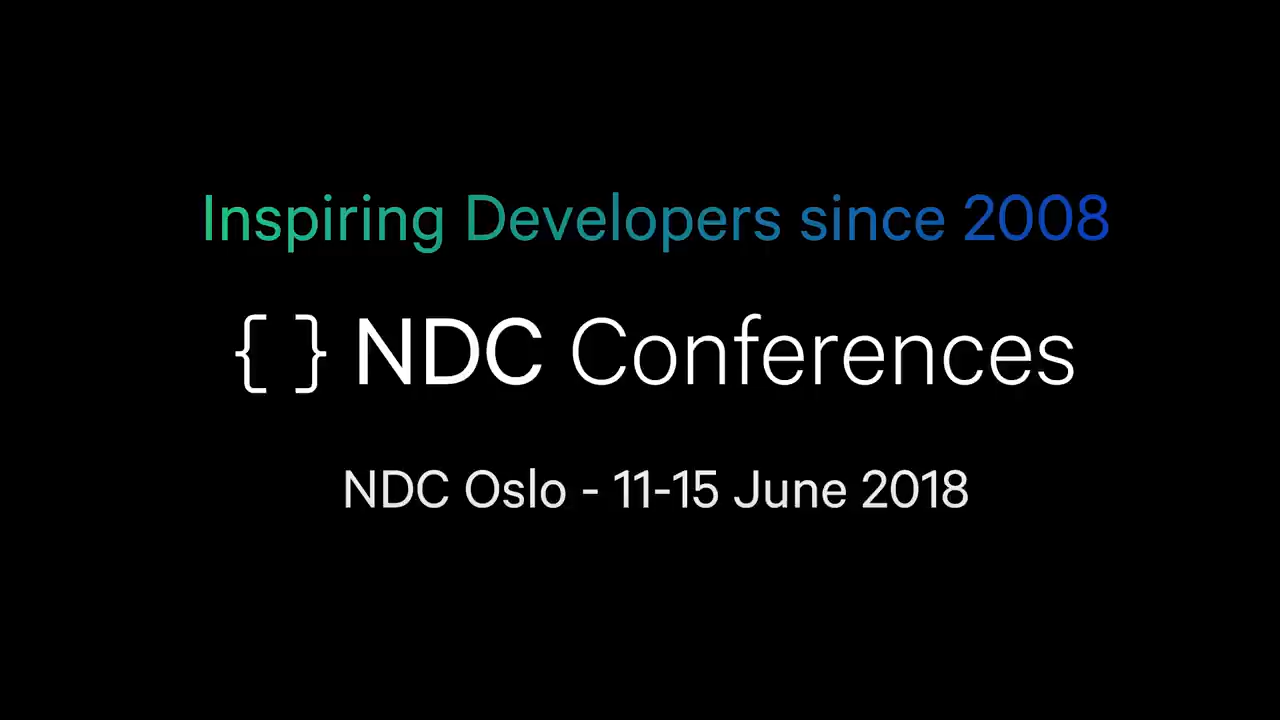 Inspiring Developers since 2008
{ } NDC Conferences
NDC Oslo - 11-15 June 2018